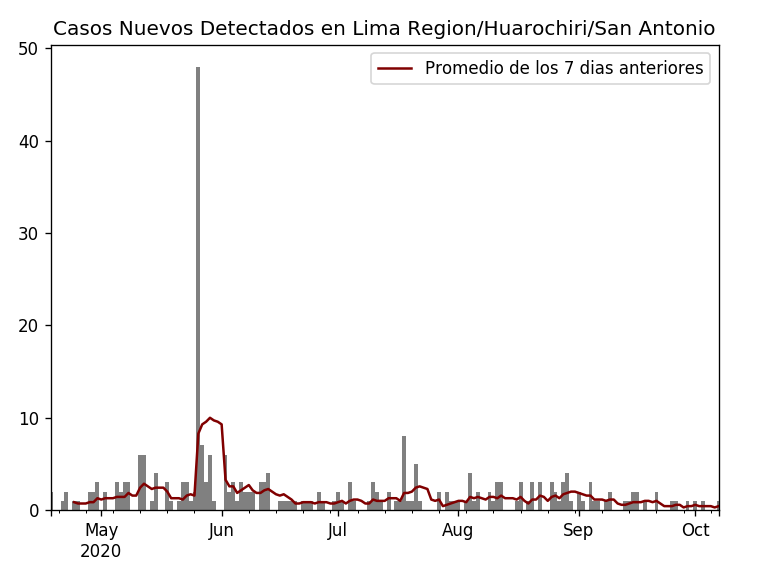 Casos Nuevos Detectados en Lima Region/Huarochiri/San Antonio
Promedio de los 7 dias anteriores
50
40
30
20
10
0
May Jun Jul Aug Sep Oct
2020